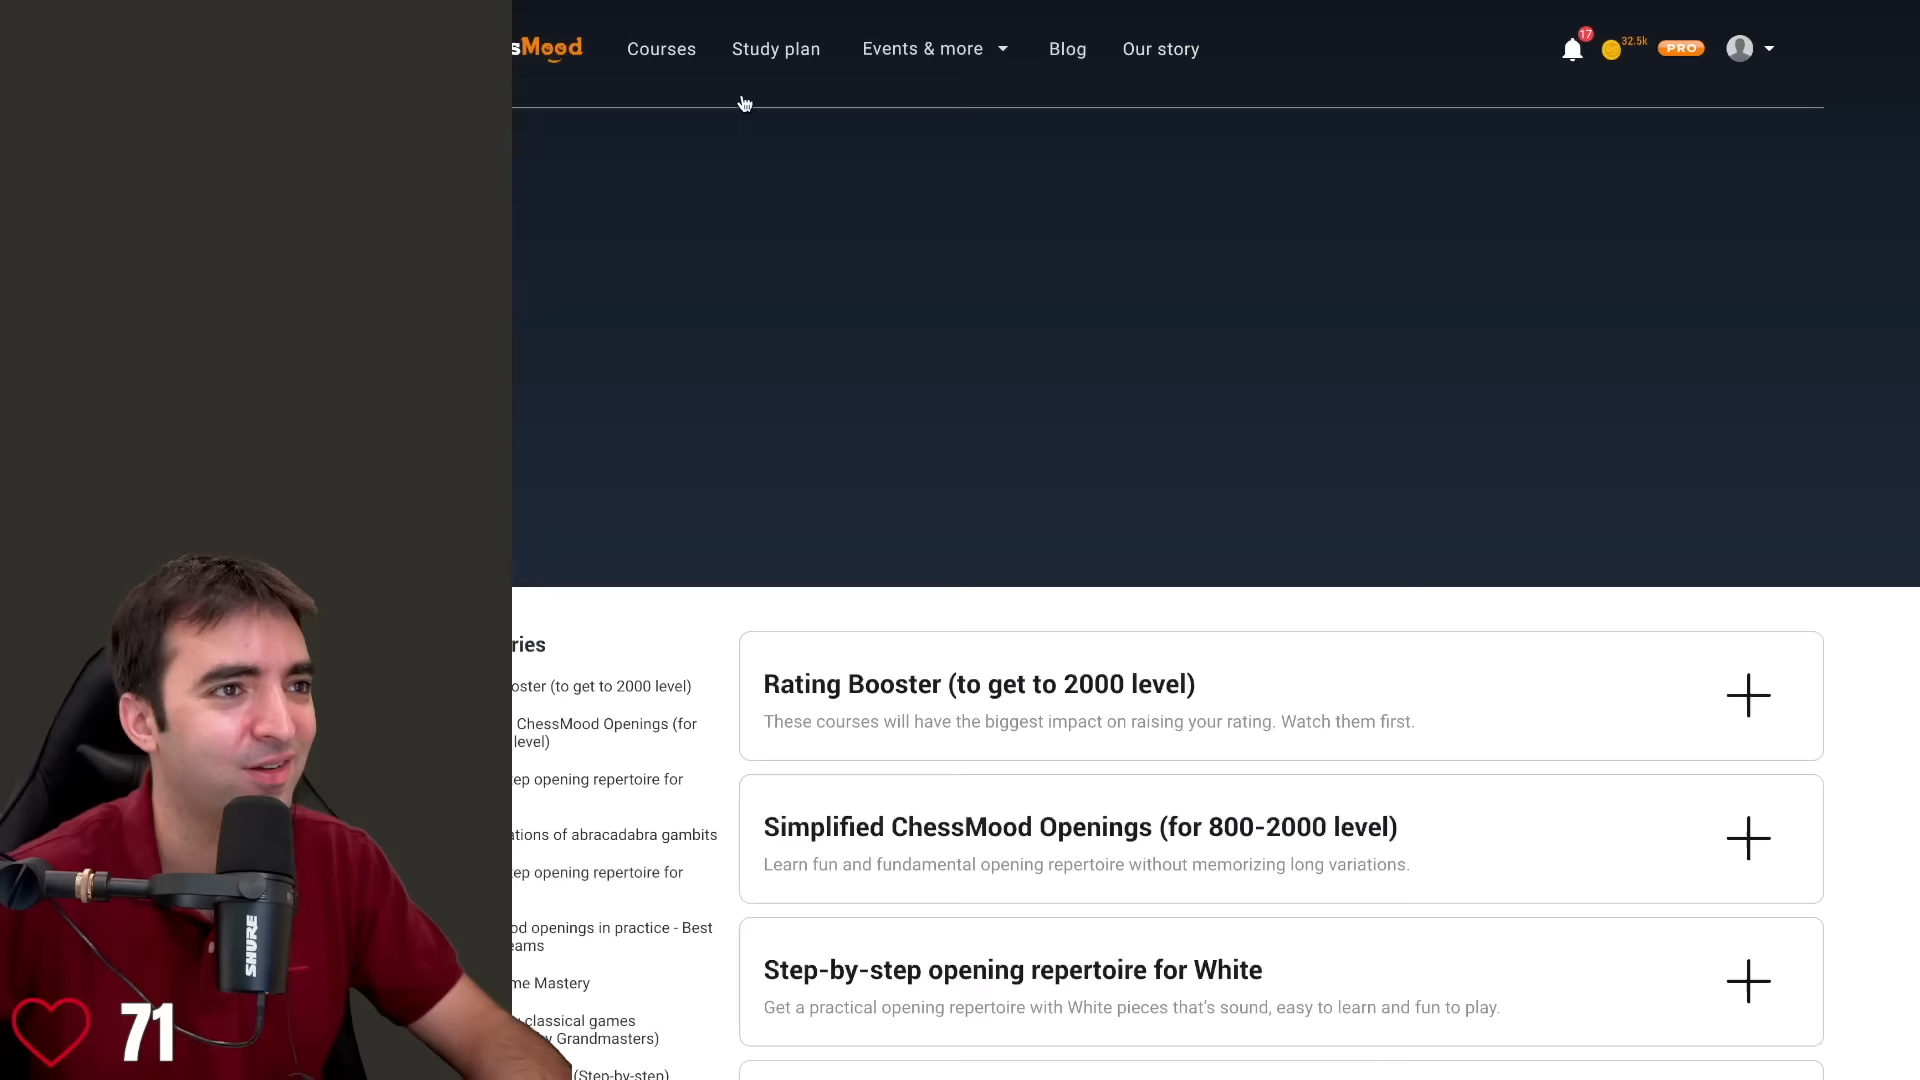 sMood
Courses
Study plan
Events & more
Blog
Our story
17
32.5k
PRO
ries
oster (to get to 2000 level)
ChessMood Openings (for
level)
ep opening repertoire for
ations of abracadabra gambits
ep opening repertoire for
od openings in practice - Best
eams
me Mastery
classical games
by Grandmasters)
(Step-by-step)
Rating Booster (to get to 2000 level)
These courses will have the biggest impact on raising your rating. Watch them first.
Simplified ChessMood Openings (for 800-2000 level)
Learn fun and fundamental opening repertoire without memorizing long variations.
Step-by-step opening repertoire for White
Get a practical opening repertoire with White pieces that's sound, easy to learn and fun to play.
SHURE
71